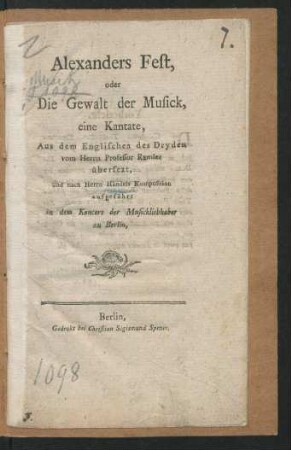 7.
Alexanders Fest,
oder
Die Gewalt der Musick,
eine Kantate,
Aus dem Englischen des Dryden
vom Herrn Professor Ramler
übersetzt,
und nach Herrn Händels Komposition
aufgeführt
in dem Konzert der Musickliebhaber
zu Berlin,
Berlin,
Gedrukt bei Christian Sigismund Spener.
1098